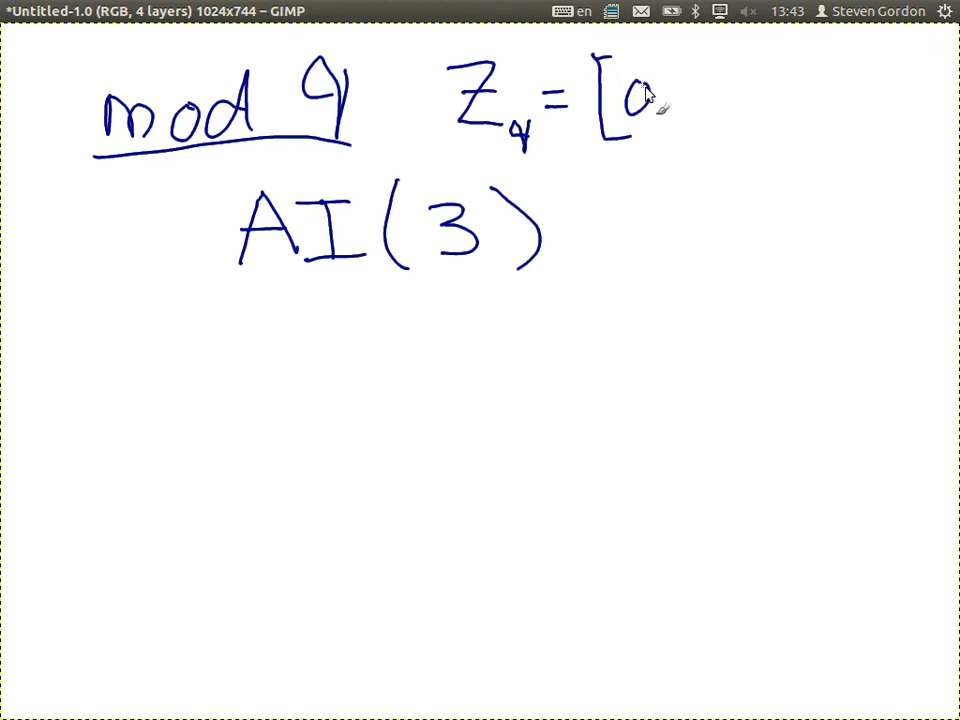 *Untitled-1.0 (RGB, 4 layers) 1024x744 – GIMP en 13:43 Steven Gordon
mod 9 Z₉ = [0
AI(3)